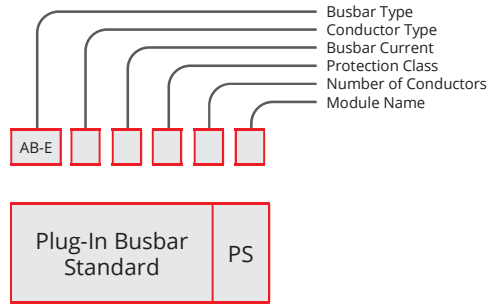 Busbar Type
Conductor Type
Busbar Current
Protection Class
Number of Conductors
Module Name
AB-E
Plug-In Busbar
Standard
PS